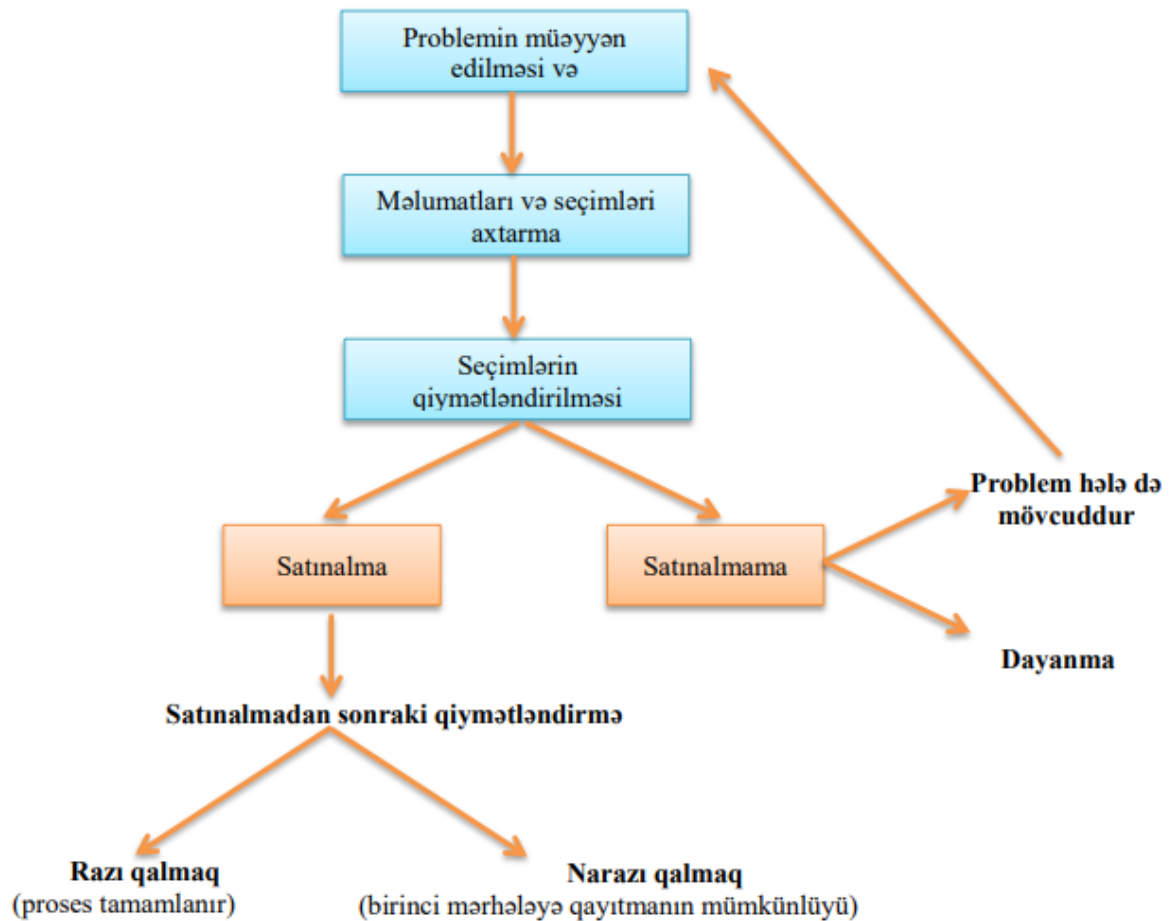 Problemin müəyyən
edilməsi və
Məlumatları və seçimləri
axtarma
Seçimlərin
qiymətləndirilməsi
Problem hələ də
mövcuddur
Satınalma
Satınalmama
Dayanma
Satınalmadan sonraki qiymətləndirmə
Razı qalmaq
(proses tamamlanır)
Narazı qalmaq
(birinci mərhələyə qayıtmanın mümkünlüyü)